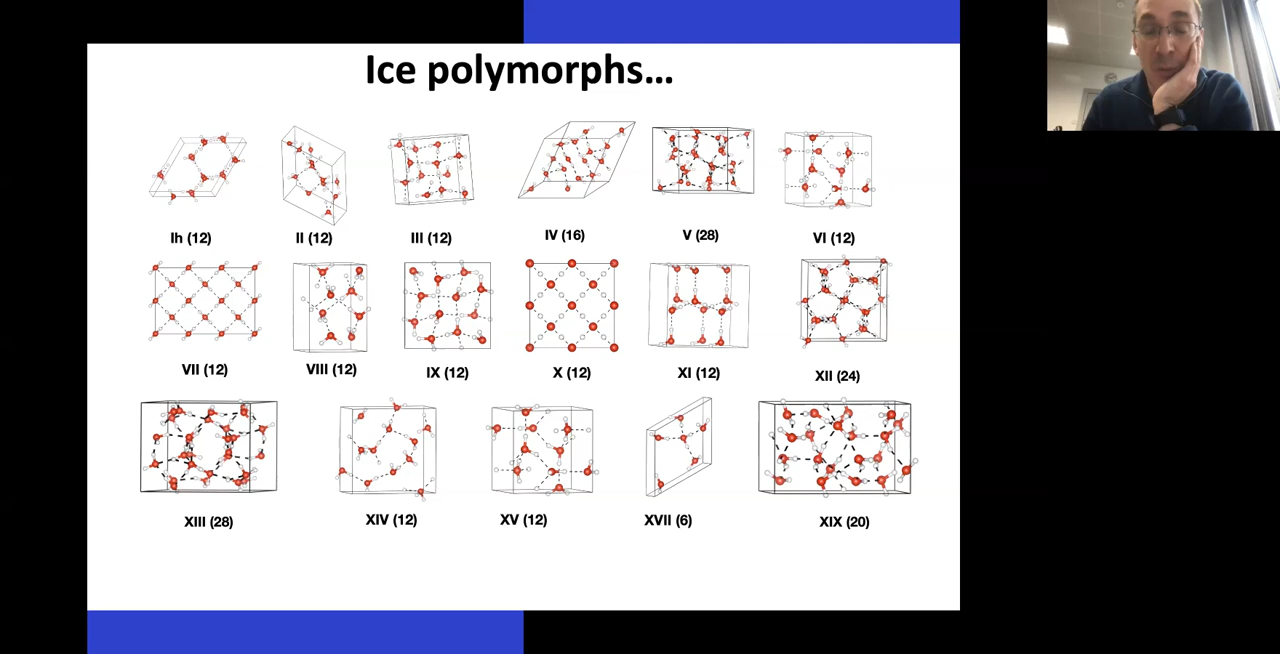 Ice polymorphs...
Ih (12)
II (12)
III (12)
IV (16)
V (28)
VI (12)
VII (12)
VIII (12)
IX (12)
X (12)
XI (12)
XII (24)
XIII (28)
XIV (12)
XV (12)
XVII (6)
XIX (20)